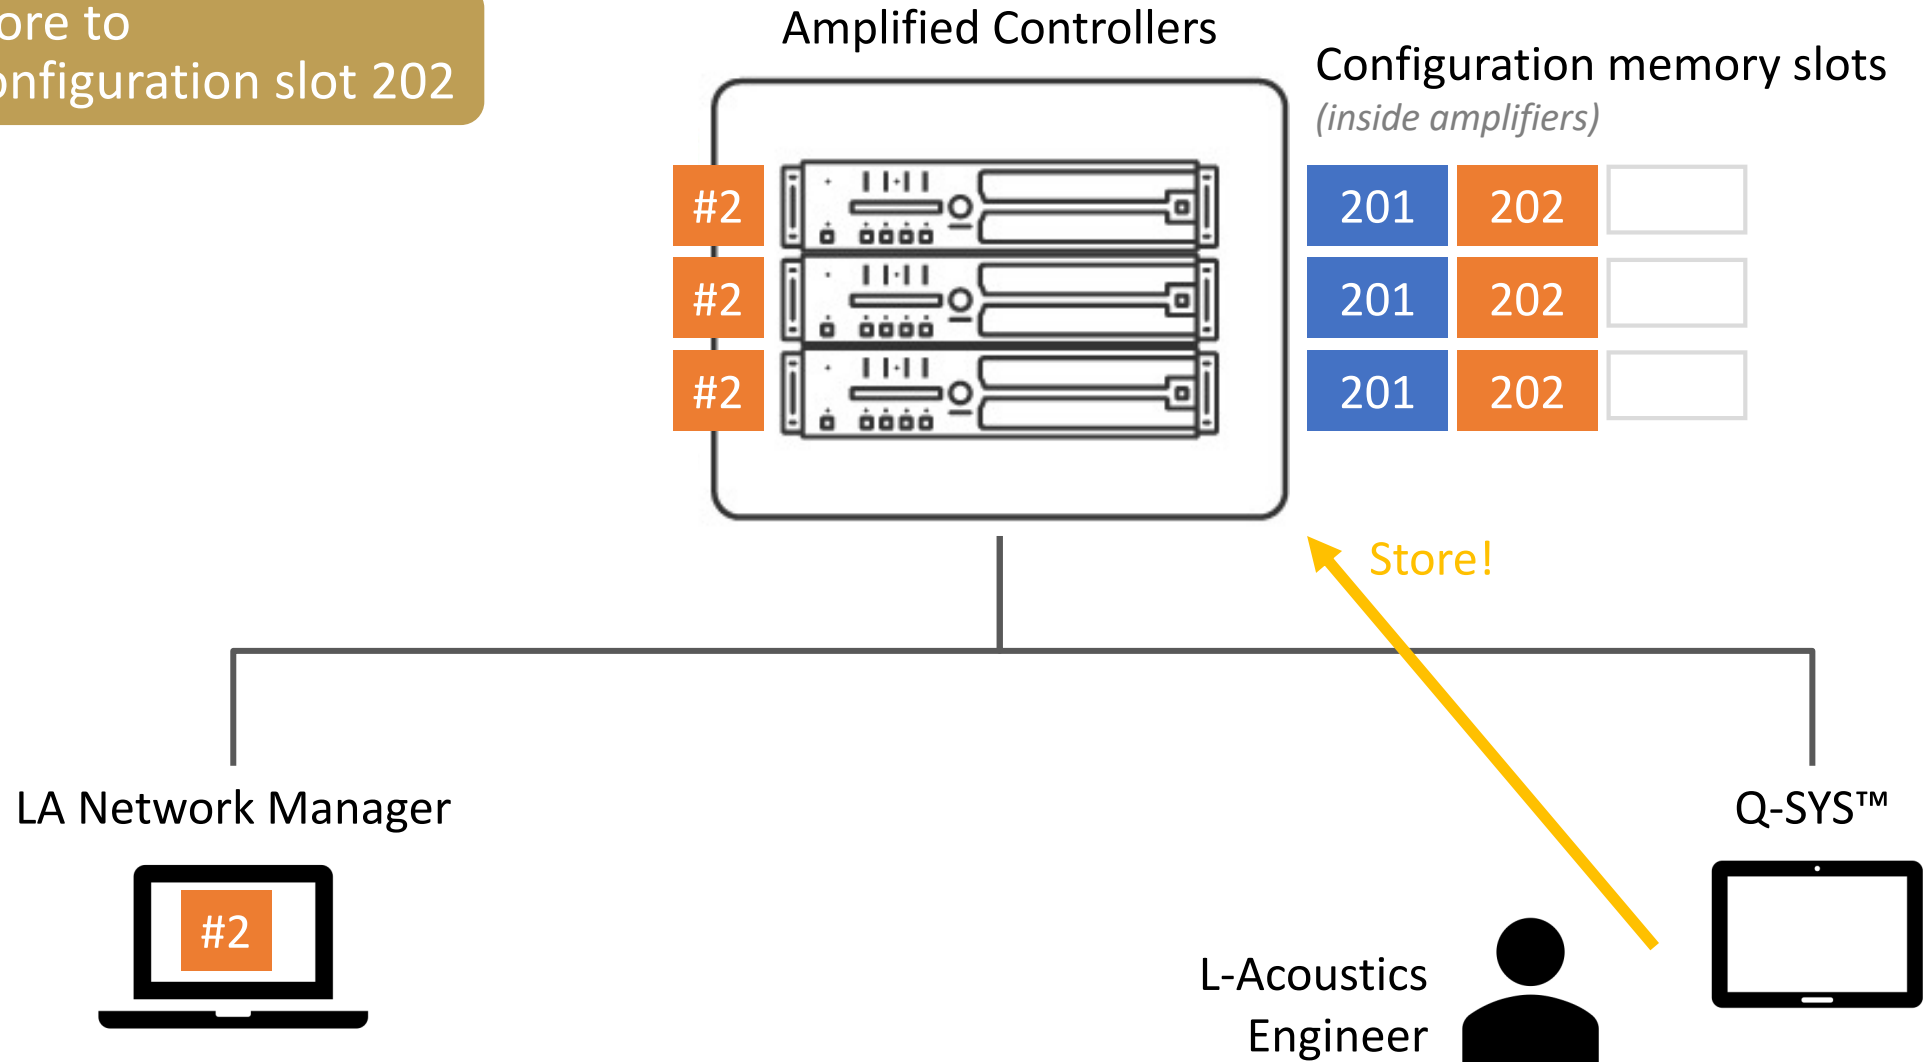 ore to
onfiguration slot 202
Amplified Controllers
Configuration memory slots
(inside amplifiers)
#2 201 202
#2 201 202
#2 201 202
Store!
LA Network Manager
Q-SYS™
#2
L-Acoustics
Engineer